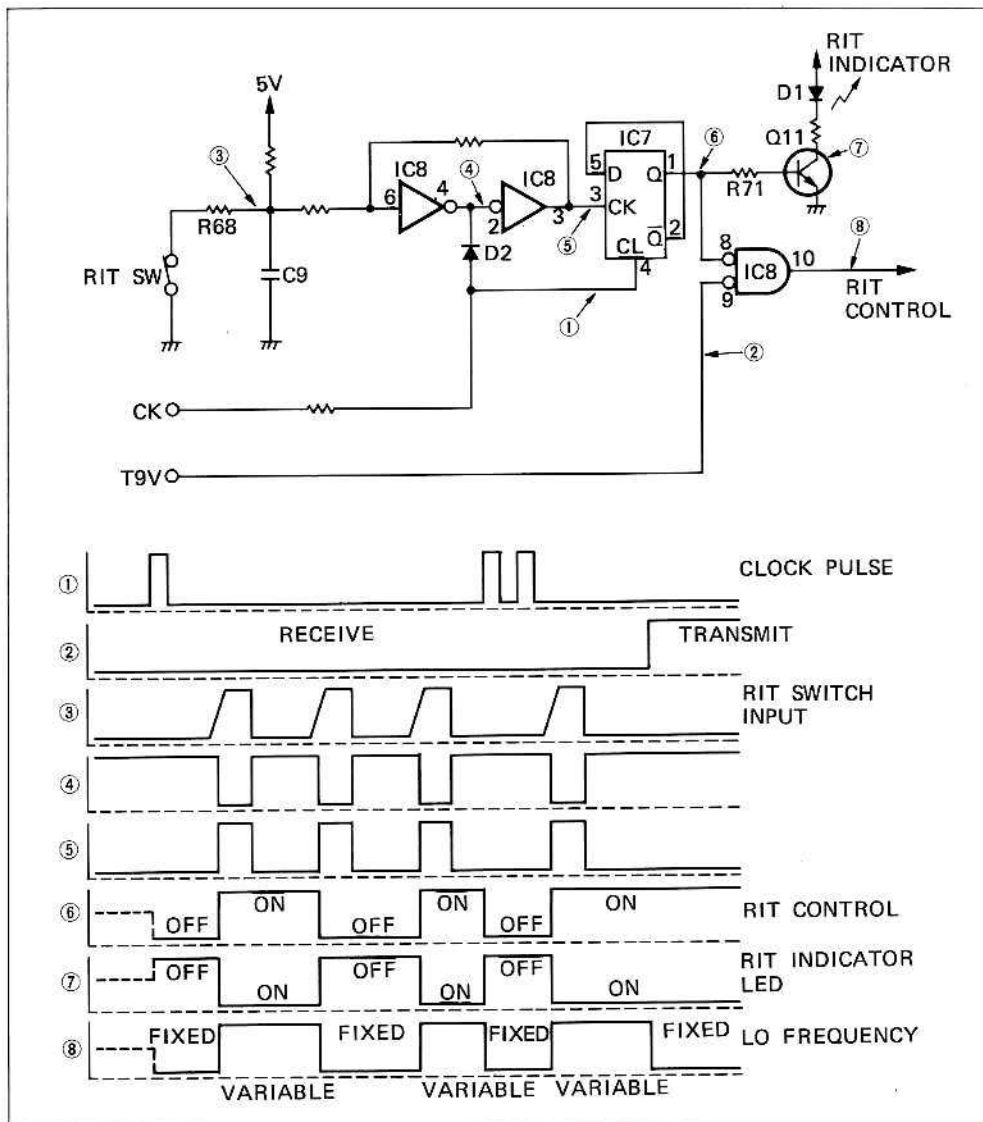 RIT
INDICATOR
5V
D1
IC7
Q11
⑥
⑦
③
IC8
④
IC8
5
D
Q
1
6
4
R71
R68
2
3
3
CK
⑧
⑤
Q̅
2
D2
8
C9
CL
4
IC8
10
RIT SW
9
RIT
CONTROL
①
②
CK
T9V
① CLOCK PULSE
② RECEIVE TRANSMIT
③ RIT SWITCH
INPUT
④
⑤
⑥ OFF ON OFF ON OFF ON RIT CONTROL
⑦ OFF ON OFF ON OFF ON RIT INDICATOR
LED
⑧ FIXED FIXED FIXED FIXED LO FREQUENCY
VARIABLE VARIABLE VARIABLE